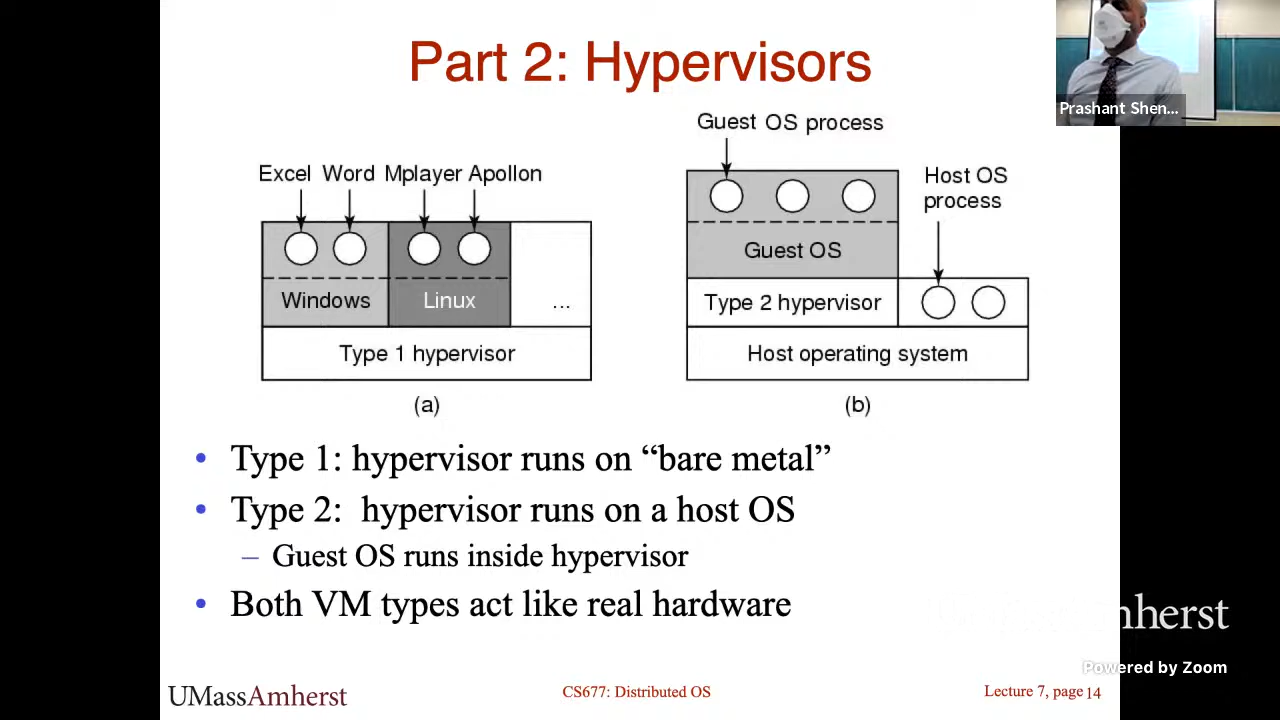 Part 2: Hypervisors
Prashant Shen...
Guest OS process
Excel Word Mplayer Apollon
Host OS
process
Guest OS
Windows
Linux
...
Type 2 hypervisor
Type 1 hypervisor
Host operating system
(a)
(b)
• Type 1: hypervisor runs on “bare metal”
• Type 2: hypervisor runs on a host OS
– Guest OS runs inside hypervisor
• Both VM types act like real hardware
mherst
Powered by Zoom
UMassAmherst
CS677: Distributed OS
Lecture 7, page 14